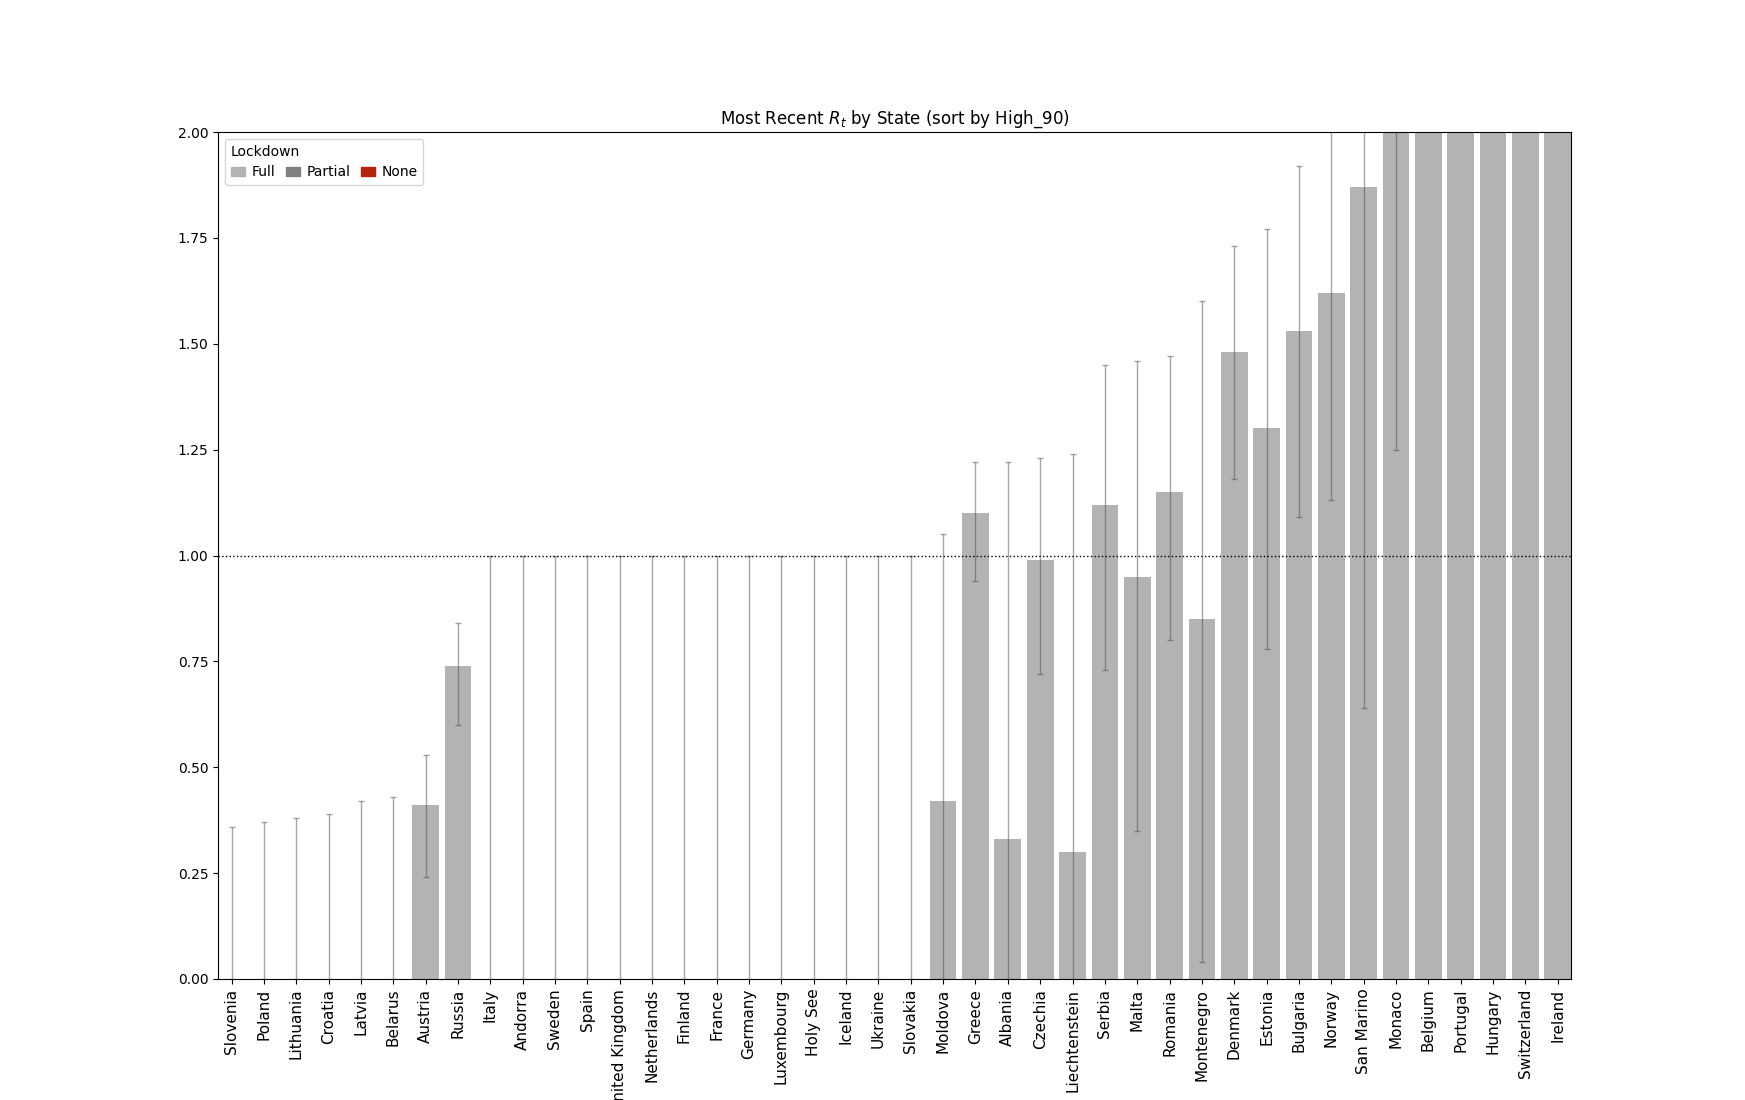 Most Recent R_t by State (sort by High_90)
Lockdown
Full Partial None
2.00
1.75
1.50
1.25
1.00
0.75
0.50
0.25
0.00
Slovenia
Poland
Lithuania
Croatia
Latvia
Belarus
Austria
Russia
Italy
Andorra
Sweden
Spain
nited Kingdom
Netherlands
Finland
France
Germany
Luxembourg
Holy See
Iceland
Ukraine
Slovakia
Moldova
Greece
Albania
Czechia
Liechtenstein
Serbia
Malta
Romania
Montenegro
Denmark
Estonia
Bulgaria
Norway
San Marino
Monaco
Belgium
Portugal
Hungary
Switzerland
Ireland